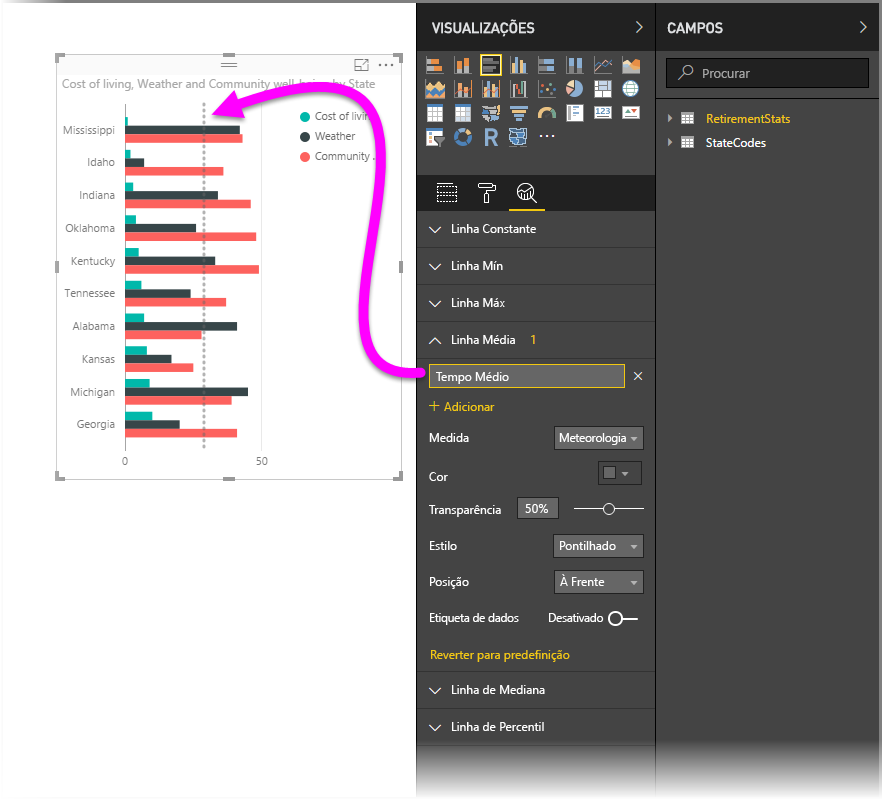 VISUALIZAÇÕES
CAMPOS
Procurar
RetirementStats
StateCodes
Cost of living, Weather and Community well-being by State
Cost of livin
Weather
Community ..
Mississippi
Idaho
Indiana
Oklahoma
Kentucky
Tennessee
Alabama
Kansas
Michigan
Georgia
0 50
R
123
Linha Constante
Linha Mín
Linha Máx
Linha Média 1
Tempo Médio
Adicionar
Medida Meteorologia
Cor
Transparência 50%
Estilo Pontilhado
Posição À Frente
Etiqueta de dados Desativado
Reverter para predefinição
Linha de Mediana
Linha de Percentil